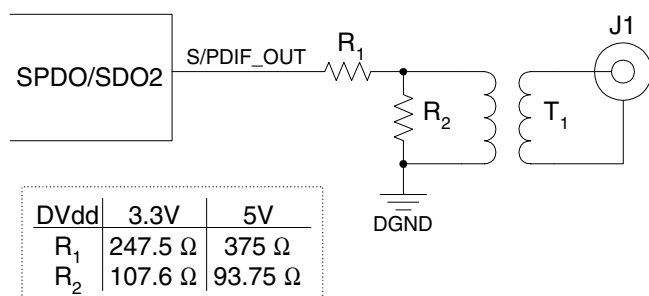 J1
S/PDIF_OUT
R1
SPDO/SDO2
R2
T1
DGND
DVdd 3.3V 5V
R1 247.5 Ω 375 Ω
R2 107.6 Ω 93.75 Ω